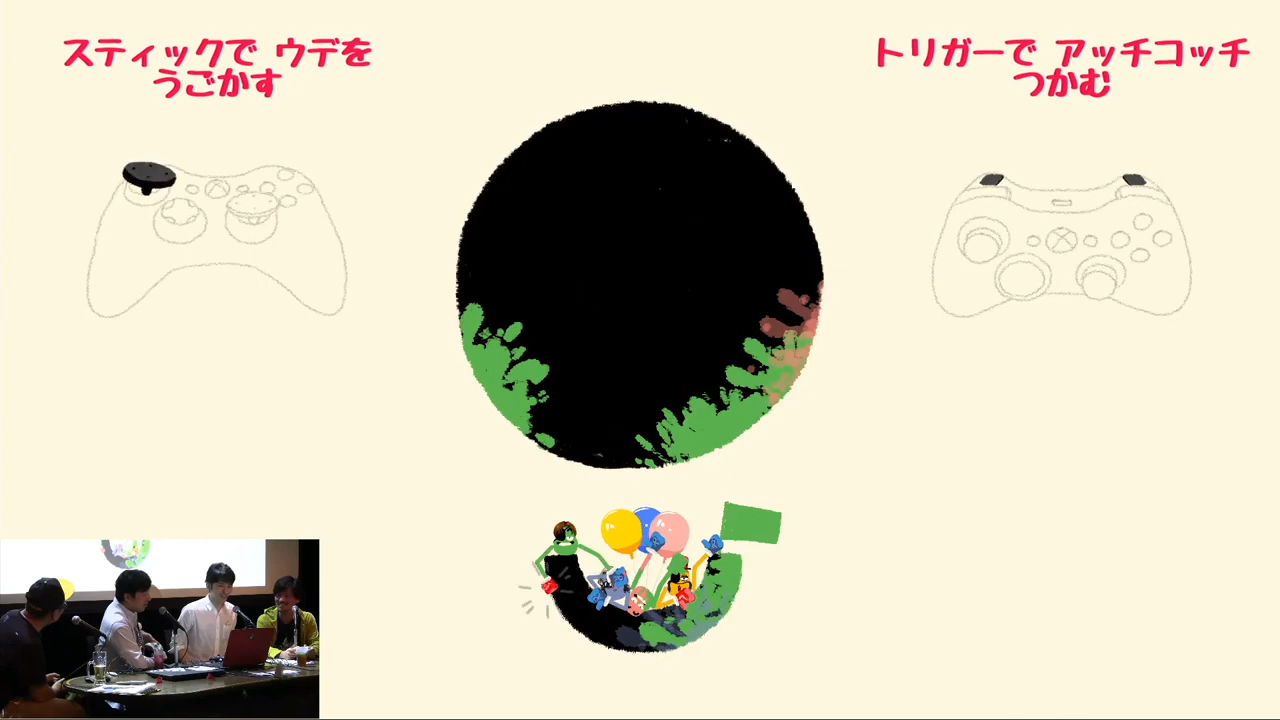 スティックで ウデを
うごかす
トリガーで アッチコッチ
つかむ